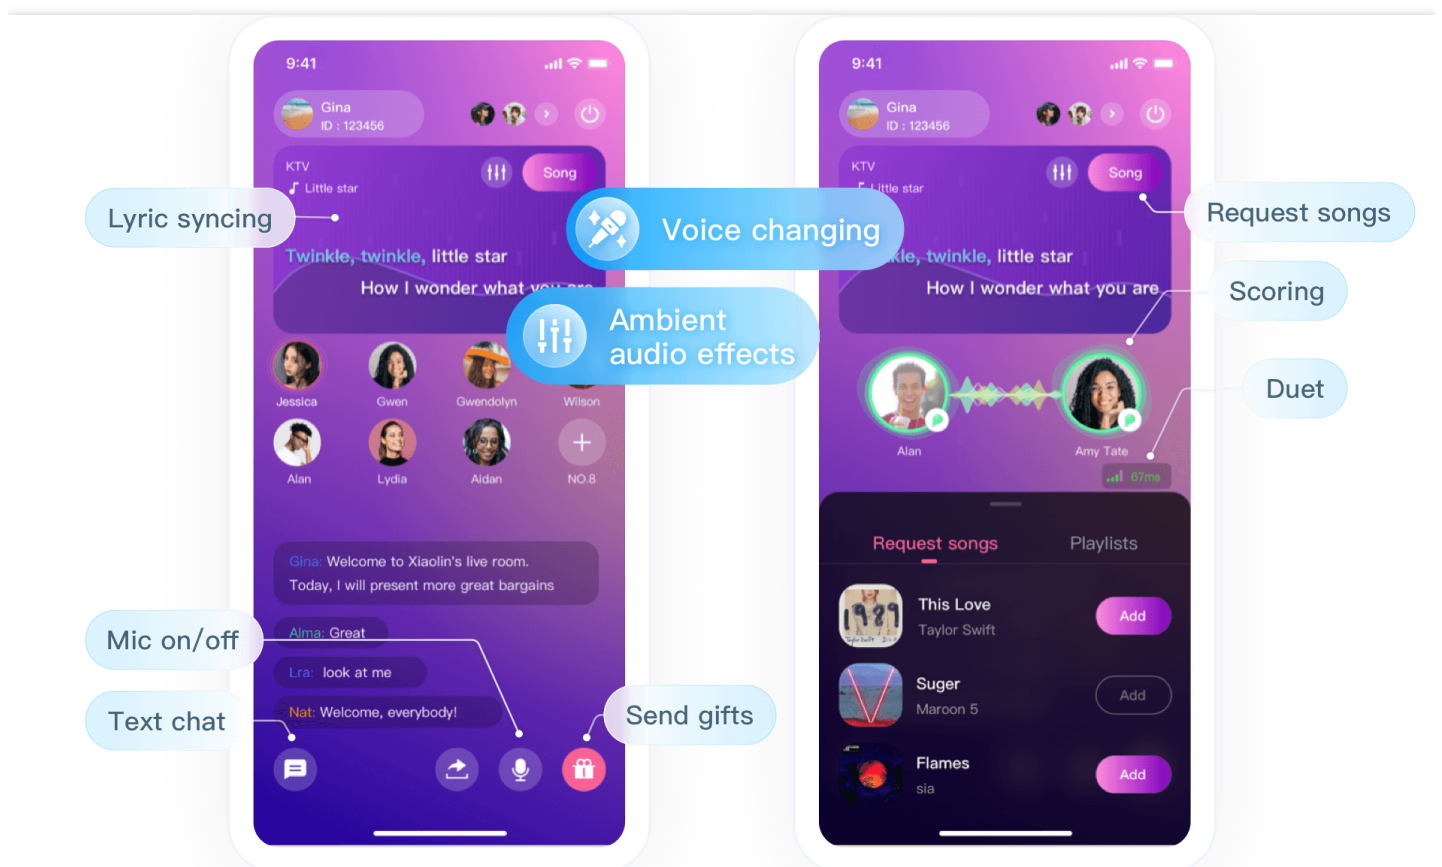 9:41
Gina
ID : 123456
KTV
Song
Little star
Twinkle, twinkle, little star
How I wonder what you are
Jessica
Gwen
Gwendolyn
Wilson
Alan
Lydia
Aidan
NO.8
Gina: Welcome to Xiaolin's live room.
Today, I will present more great bargains
Alma: Great
Lra: look at me
Nat: Welcome, everybody!
Lyric syncing
Mic on/off
Text chat
Send gifts
Voice changing
Ambient
audio effects
9:41
Gina
ID : 123456
KTV
Song
Little star
twinkle, little star
How I wonder what you are
Alan
Amy Tate
67ms
Request songs
Playlists
1989
This Love
Taylor Swift
Add
Suger
Maroon 5
Add
Flames
sia
Add
Request songs
Scoring
Duet